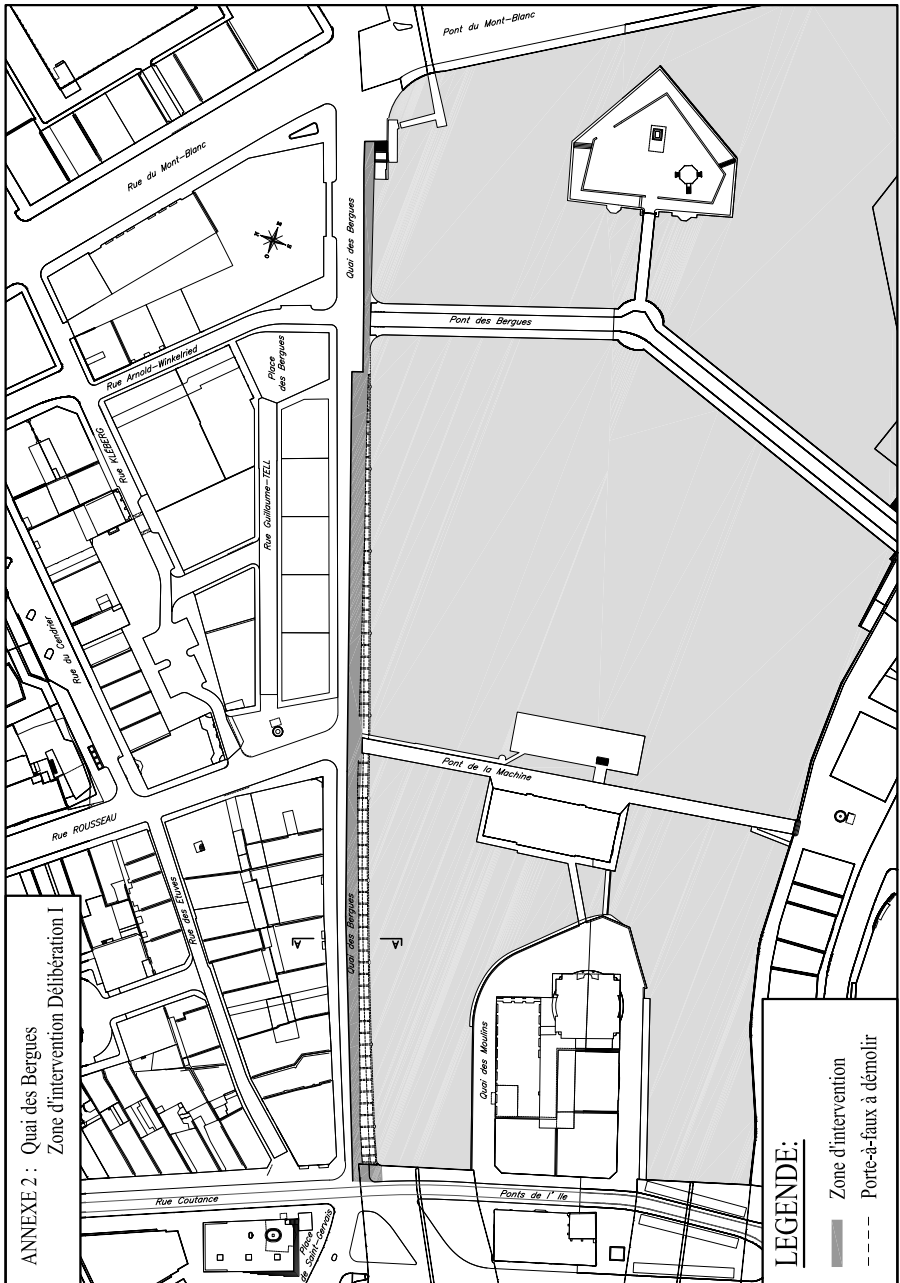 ANNEXE 2 : Quai des Bergues
Zone d'intervention Délibération I
Pont du Mont-Blanc
Rue du Mont-Blanc
Quai des Bergues
Pont des Bergues
Rue Arnold-Winkelried
Place
des Bergues
Rue KLÉBERG
Rue Guillaume-TELL
Rue du Cendrier
Pont de la Machine
Rue ROUSSEAU
Rue des Etuves
Quai des Bergues
A
A
Quai des Moulins
Rue Coutance
Ponts de l'Ile
Place
de Saint-Gervais
LEGENDE:
Zone d'intervention
Porte-à-faux à démolir